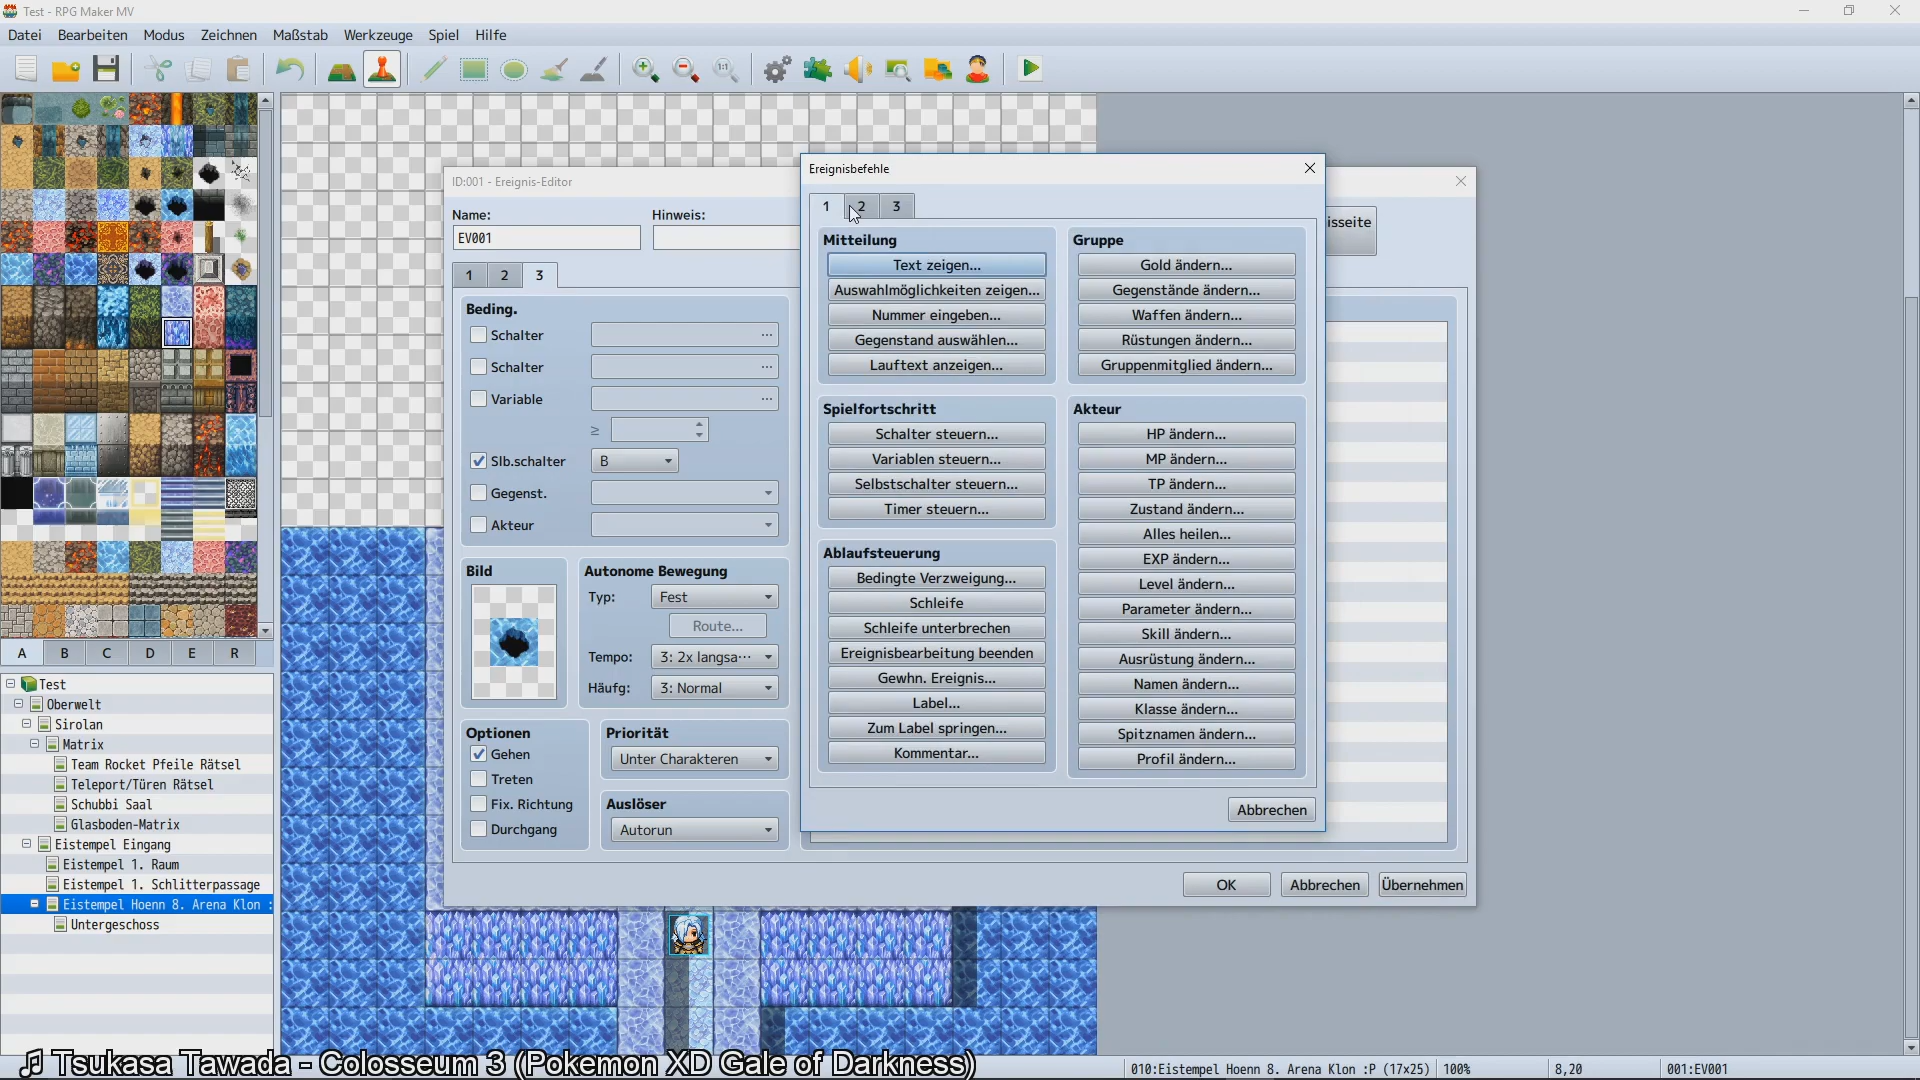 Test - RPG Maker MV
Datei Bearbeiten Modus Zeichnen Maßstab Werkzeuge Spiel Hilfe
1:1
ID:001 - Ereignis-Editor
Name:
EV001
Hinweis:
1 2 3
Beding.
Schalter ...
Schalter ...
Variable ...
≥
Slb.schalter B
Gegenst.
Akteur
Bild
Autonome Bewegung
Typ: Fest
Route...
Tempo: 3: 2x langsa...
Häufg: 3: Normal
Optionen
Gehen
Treten
Fix. Richtung
Durchgang
Priorität
Unter Charakteren
Auslöser
Autorun
isseite
OK Abbrechen Übernehmen
Ereignisbefehle
1 2 3
Mitteilung
Text zeigen...
Auswahlmöglichkeiten zeigen...
Nummer eingeben...
Gegenstand auswählen...
Lauftext anzeigen...
Spielfortschritt
Schalter steuern...
Variablen steuern...
Selbstschalter steuern...
Timer steuern...
Ablaufsteuerung
Bedingte Verzweigung...
Schleife
Schleife unterbrechen
Ereignisbearbeitung beenden
Gewhn. Ereignis...
Label...
Zum Label springen...
Kommentar...
Gruppe
Gold ändern...
Gegenstände ändern...
Waffen ändern...
Rüstungen ändern...
Gruppenmitglied ändern...
Akteur
HP ändern...
MP ändern...
TP ändern...
Zustand ändern...
Alles heilen...
EXP ändern...
Level ändern...
Parameter ändern...
Skill ändern...
Ausrüstung ändern...
Namen ändern...
Klasse ändern...
Spitznamen ändern...
Profil ändern...
Abbrechen
A B C D E R
Test
Oberwelt
Sirolan
Matrix
Team Rocket Pfeile Rätsel
Teleport/Türen Rätsel
Schubbi Saal
Glasboden-Matrix
Eistempel Eingang
Eistempel 1. Raum
Eistempel 1. Schlitterpassage
Eistempel Hoenn 8. Arena Klon :
Untergeschoss
♫ Tsukasa Tawada - Colosseum 3 (Pokemon XD Gale of Darkness)
010:Eistempel Hoenn 8. Arena Klon :P (17x25) 100% 8,20 001:EV001